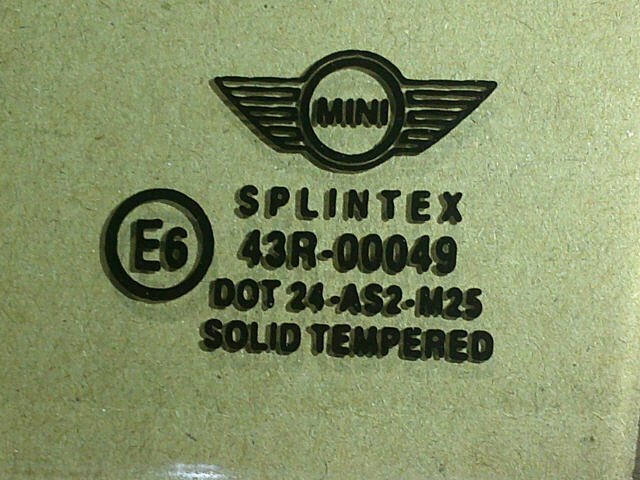 MINI
SPLINTEX
E6 43R-00049
DOT 24-AS2-M25
SOLID TEMPERED